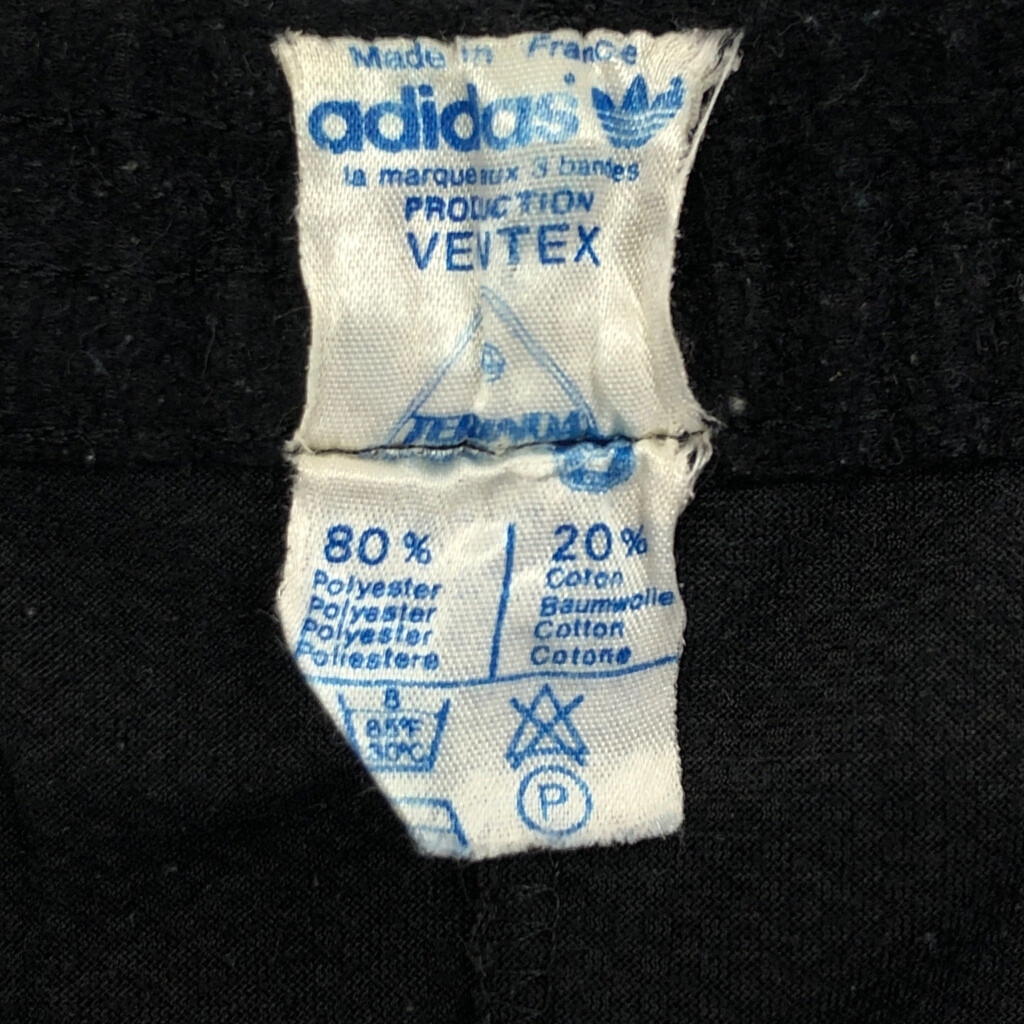 Made in France
adidas
la marque aux 3 bandes
PRODUCTION
VENTEX
80 % 20 %
Polyester Coton
Polyester Baumwolle
Polyester Cotton
Poliestere Cotone
8
85°F
30°C
P